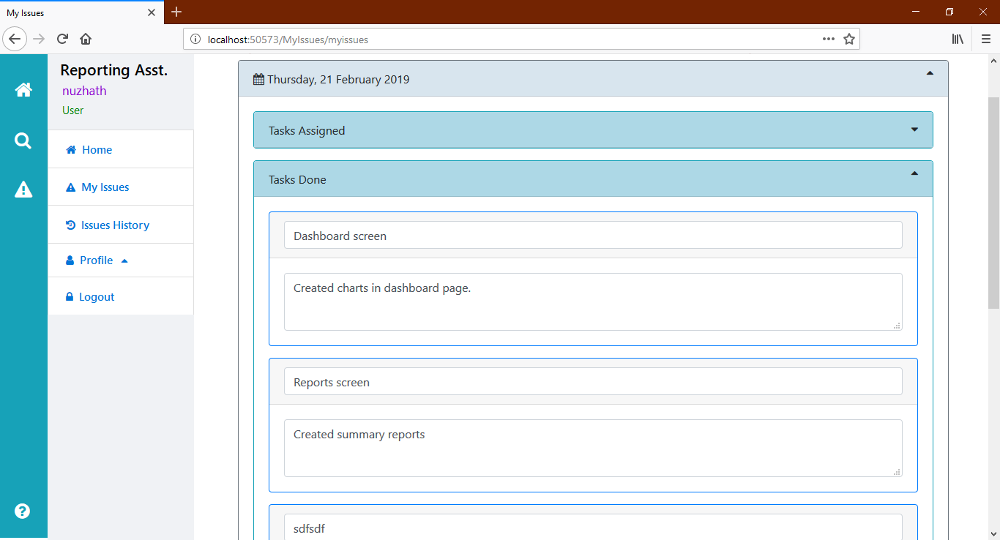 My Issues
localhost:50573/MyIssues/myissues
Reporting Asst.
nuzhath
User
Home
My Issues
Issues History
Profile
Logout
Thursday, 21 February 2019
Tasks Assigned
Tasks Done
Dashboard screen
Created charts in dashboard page.
Reports screen
Created summary reports
sdfsdf